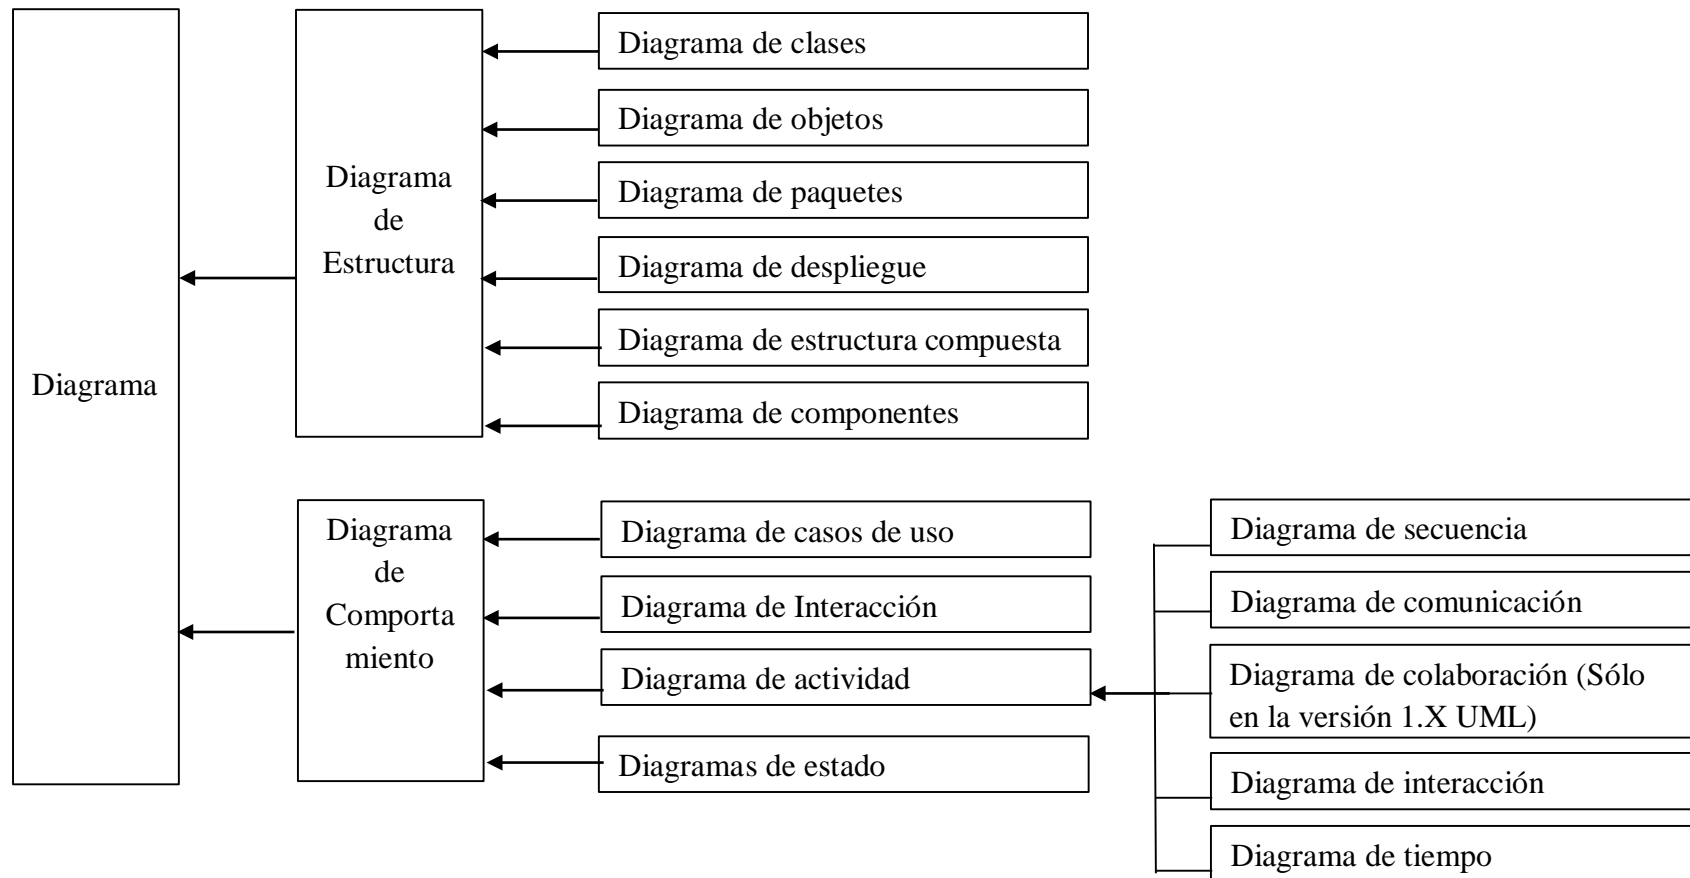 Diagrama
Diagrama
de
Estructura
Diagrama de clases
Diagrama de objetos
Diagrama de paquetes
Diagrama de despliegue
Diagrama de estructura compuesta
Diagrama de componentes
Diagrama
de
Comporta
miento
Diagrama de casos de uso
Diagrama de Interacción
Diagrama de actividad
Diagramas de estado
Diagrama de secuencia
Diagrama de comunicación
Diagrama de colaboración (Sólo
en la versión 1.X UML)
Diagrama de interacción
Diagrama de tiempo